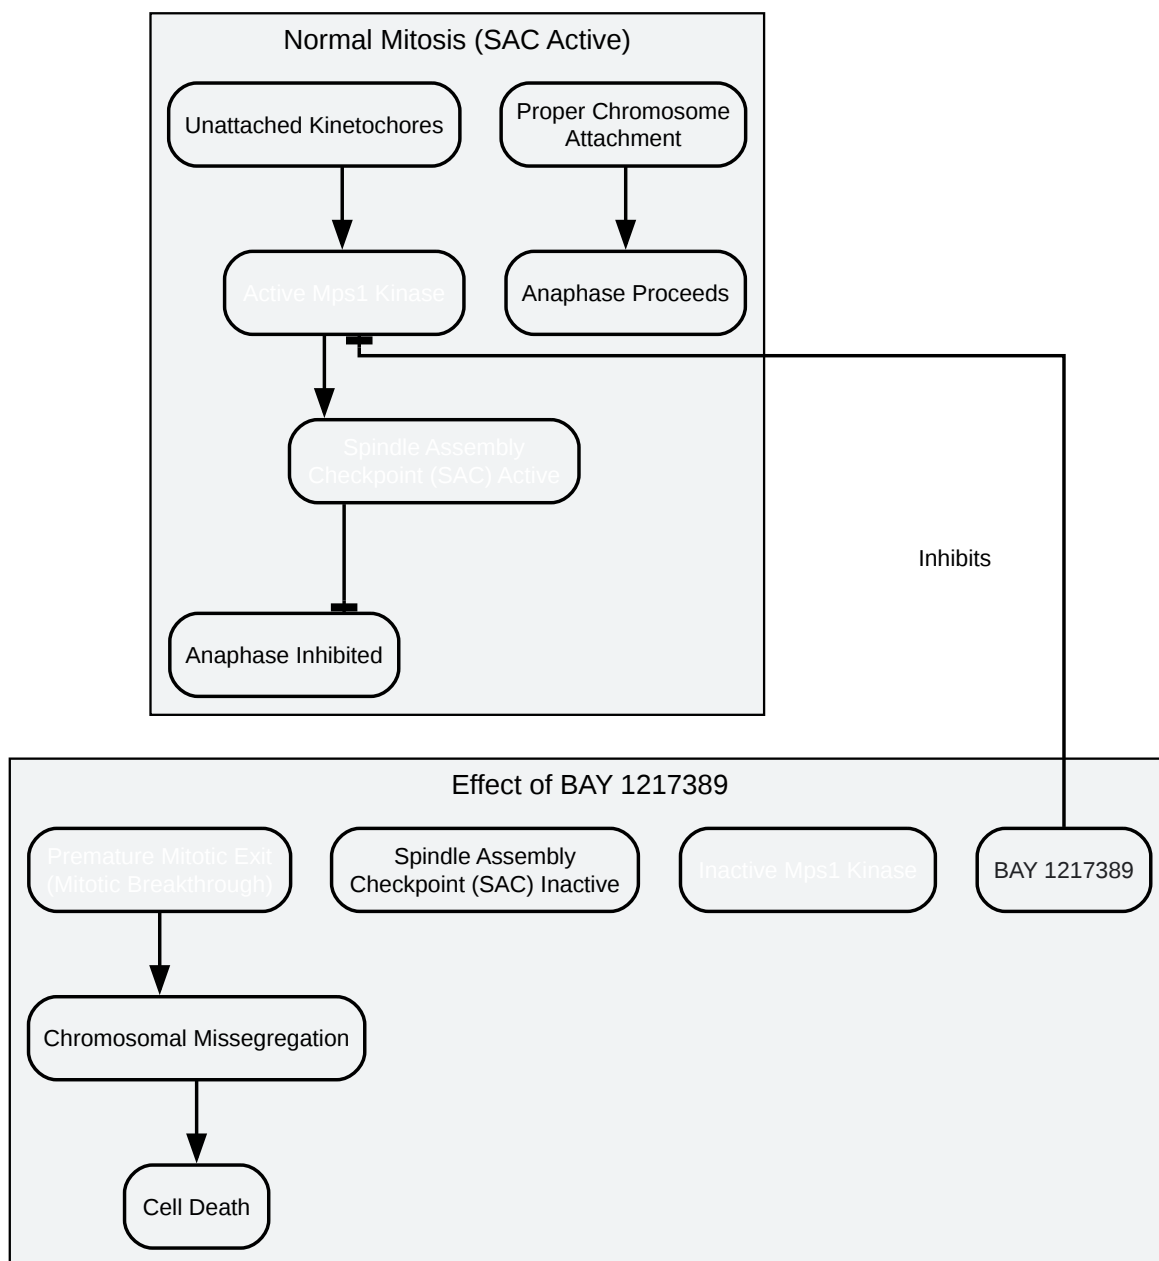 Normal Mitosis (SAC Active)
Unattached Kinetochores
Proper Chromosome
Attachment
Active Mps1 Kinase
Anaphase Proceeds
Spindle Assembly
Checkpoint (SAC) Active
Inhibits
Anaphase Inhibited
Effect of BAY 1217389
Premature Mitotic Exit
(Mitotic Breakthrough)
Spindle Assembly
Checkpoint (SAC) Inactive
Inactive Mps1 Kinase
BAY 1217389
Chromosomal Missegregation
Cell Death